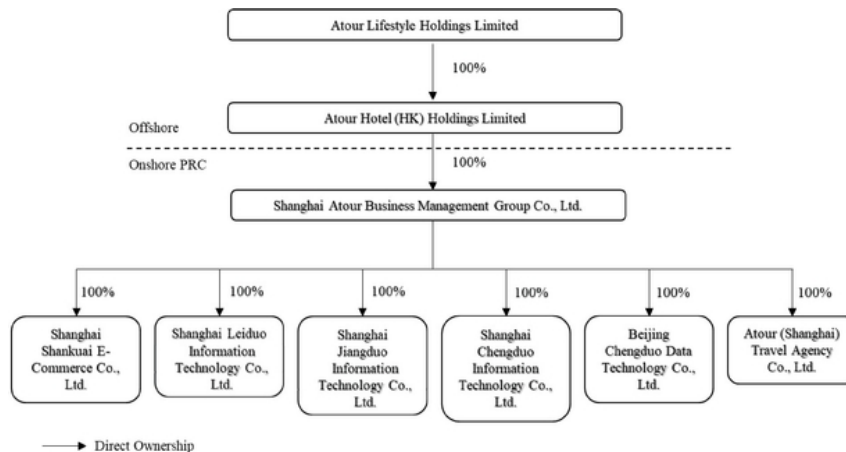 Atour Lifestyle Holdings Limited
100%
Atour Hotel (HK) Holdings Limited
Offshore
Onshore PRC
100%
Shanghai Atour Business Management Group Co., Ltd.
100%
100%
100%
100%
100%
100%
Shanghai
Shankuai E-
Commerce Co.,
Ltd.
Shanghai Leiduo
Information
Technology Co.,
Ltd.
Shanghai
Jiangduo
Information
Technology Co.,
Ltd.
Shanghai
Chengduo
Information
Technology Co.,
Ltd.
Beijing
Chengduo Data
Technology Co.,
Ltd.
Atour (Shanghai)
Travel Agency
Co., Ltd.
Direct Ownership